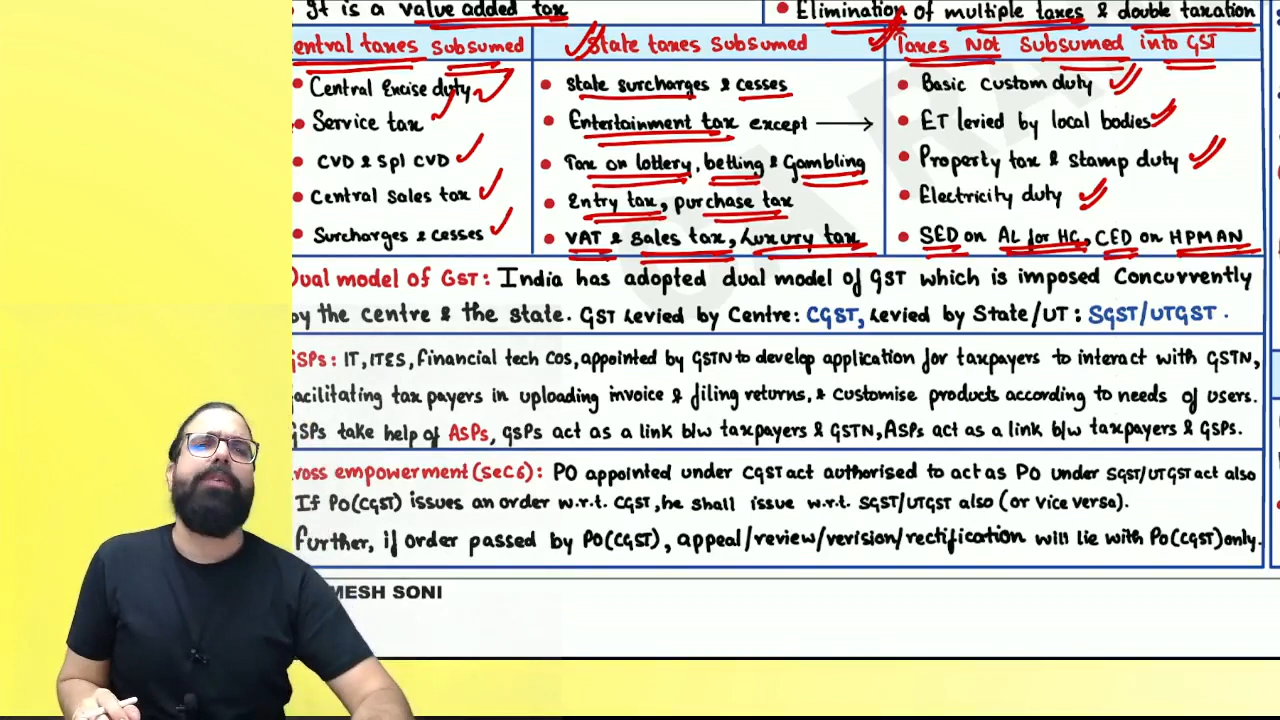 It is a value added tax
• Elimination of multiple taxes & double taxation
entral taxes subsumed
State taxes subsumed
Taxes Not Subsumed into GST
• Central Excise duty
• Service tax
• CVD & Spl CVD
• Central Sales tax
• Surcharges & cesses
• State surcharges & cesses
• Entertainment tax except →
• Tax on lottery, betting & Gambling
• Entry tax, purchase tax
• VAT & sales tax, Luxury tax
• Basic custom duty
• ET levied by local bodies
• Property tax & stamp duty
• Electricity duty
• SED on AL for HC, CED on HPMAN
Dual model of GST: India has adopted dual model of GST which is imposed Concurrently
by the centre & the state. GST Levied by Centre: CGST, Levied by State/UT: SGST/UTGST.
GSPs: IT, ITES, financial tech cos, appointed by GSTN to develop application for taxpayers to interact with GSTN,
acilitating tax payers in uploading invoice & filing returns, & customise products according to needs of users.
GSPs take help of ASPs, GSPs act as a link b/w taxpayers & GSTN, ASPs act as a link b/w taxpayers & GSPs.
ross empowerment (sec 6): PO appointed under CGST act authorised to act as PO under SGST/UTGST act also
If PO(CGST) issues an order w.r.t. CGST, he shall issue w.r.t. SGST/UTGST also (or vice versa).
further, if order passed by PO(CGST), appeal/review/verision/rectification will lie with PO(CGST) only.
MESH SONI